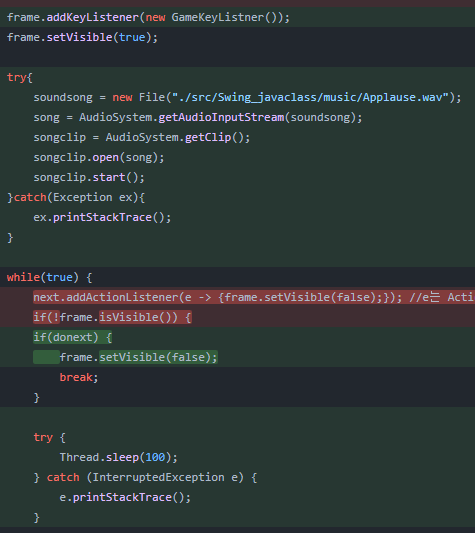 frame.addKeyListener(new GameKeyListner());
frame.setVisible(true);
try{
soundsong = new File("./src/Swing_javaclass/music/Applause.wav");
song = AudioSystem.getAudioInputStream(soundsong);
songclip = AudioSystem.getClip();
songclip.open(song);
songclip.start();
}catch(Exception ex){
ex.printStackTrace();
}
while(true) {
next.addActionListener(e -> {frame.setVisible(false);}); //e는 Acti
if(!frame.isVisible()) {
if(donext) {
frame.setVisible(false);
break;
}
try {
Thread.sleep(100);
} catch (InterruptedException e) {
e.printStackTrace();
}